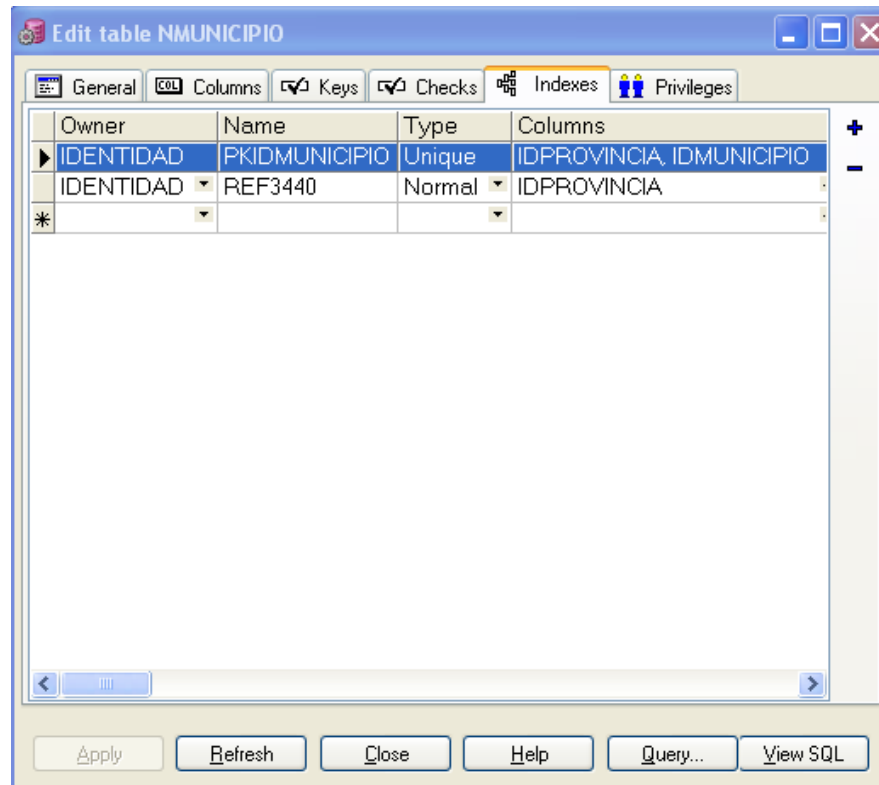 Edit table NMUNICIPIO
General COL Columns Keys Checks Indexes Privileges
Owner Name Type Columns
IDENTIDAD PKIDMUNICIPIO Unique IDPROVINCIA, IDMUNICIPIO
IDENTIDAD REF3440 Normal IDPROVINCIA
Apply Refresh Close Help Query... View SQL